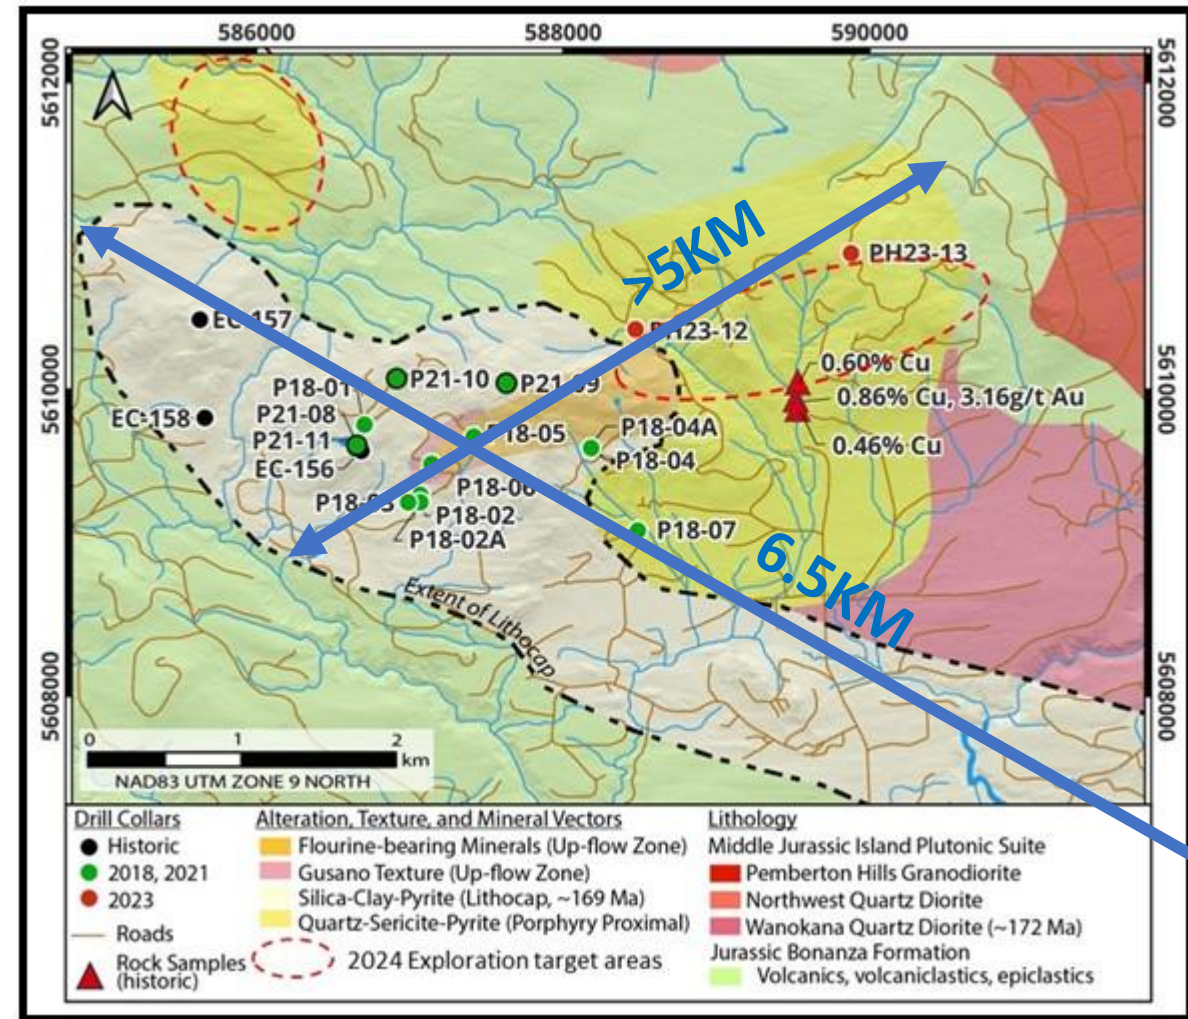 586000
588000
590000
5612000
5612000
>5KM
PH23-13
EC-157
PH23-12
0.60% Cu
P18-01
P21-10
P21-09
5610000
5610000
0.86% Cu, 3.16g/t Au
EC-158
P21-08
P18-05
P18-04A
P21-11
0.46% Cu
EC-156
P18-04
P18-03
P18-06
P18-02
P18-07
P18-02A
6.5KM
Extent of Lithocap
5608000
5608000
0
1
2
km
NAD83 UTM ZONE 9 NORTH
Drill Collars
Historic
2018, 2021
2023
Roads
Rock Samples
(historic)
Alteration, Texture, and Mineral Vectors
Flourine-bearing Minerals (Up-flow Zone)
Gusano Texture (Up-flow Zone)
Silica-Clay-Pyrite (Lithocap, ~169 Ma)
Quartz-Sericite-Pyrite (Porphyry Proximal)
2024 Exploration target areas
Lithology
Middle Jurassic Island Plutonic Suite
Pemberton Hills Granodiorite
Northwest Quartz Diorite
Wanokana Quartz Diorite (~172 Ma)
Jurassic Bonanza Formation
Volcanics, volcaniclastics, epiclastics